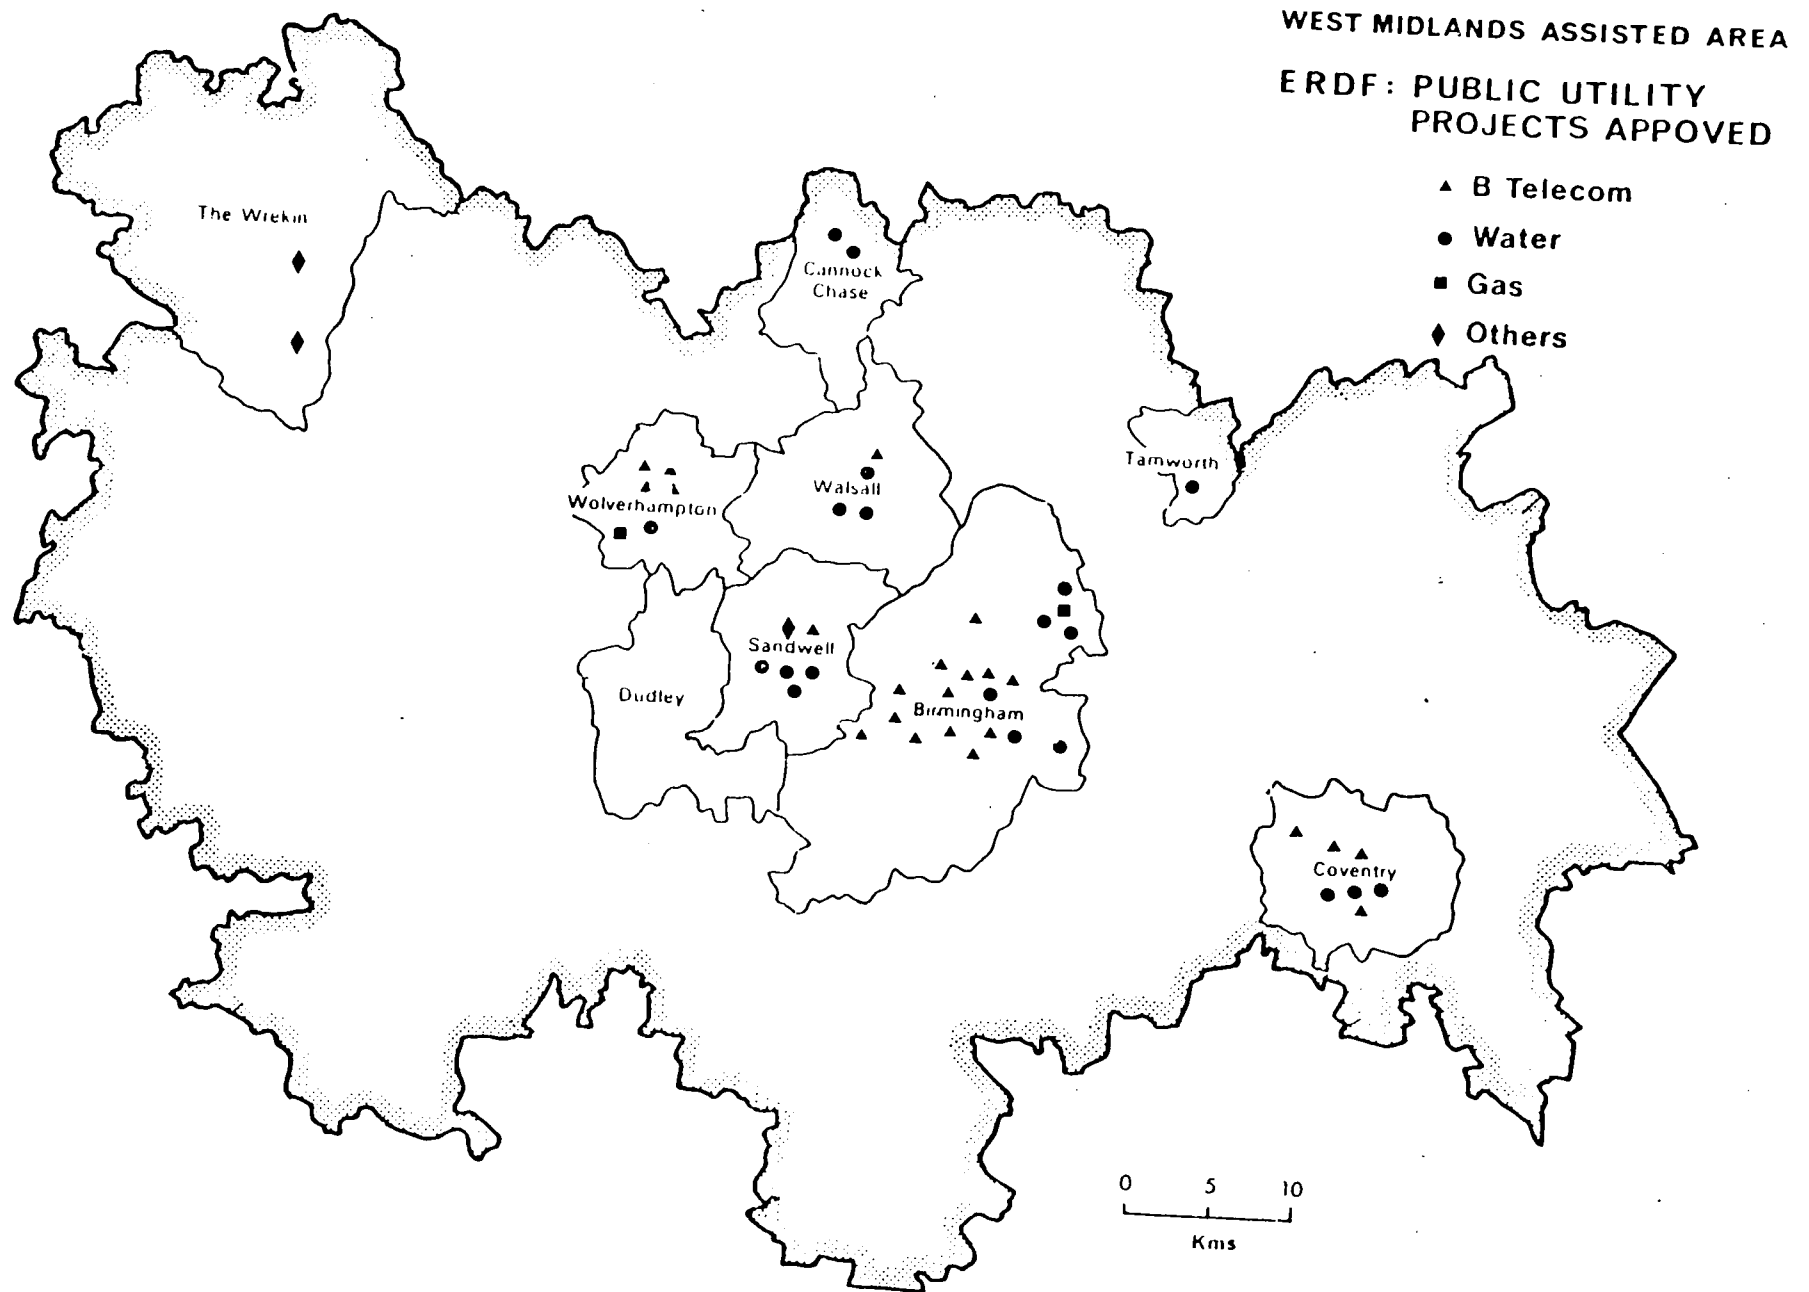 WEST MIDLANDS ASSISTED AREA
ERDF: PUBLIC UTILITY
PROJECTS APPOVED
B Telecom
Water
Gas
Others
The Wrekin
Cannock
Chase
Tamworth
Walsall
Wolverhampton
Sandwell
Dudley
Birmingham
Coventry
0 5 10
Kms